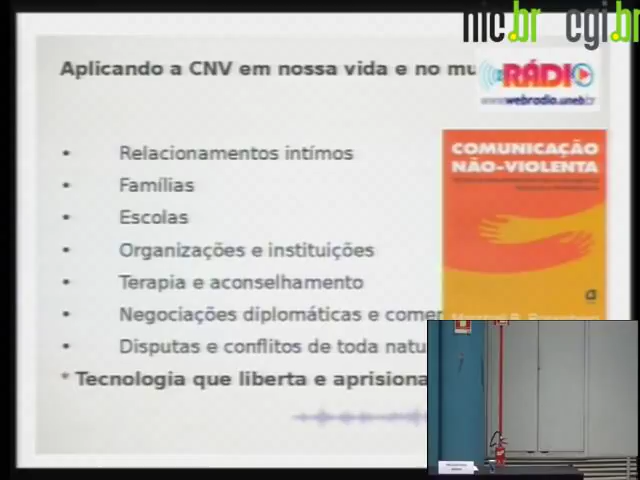 nic.br cgi.br
Aplicando a CNV em nossa vida e no mu
RÁDIO
www.webradio.uneb.br
COMUNICAÇÃO
NÃO-VIOLENTA
• Relacionamentos intímos
• Famílias
• Escolas
• Organizações e instituições
• Terapia e aconselhamento
• Negociações diplomáticas e comer
• Disputas e conflitos de toda natu
* Tecnologia que liberta e aprisiona